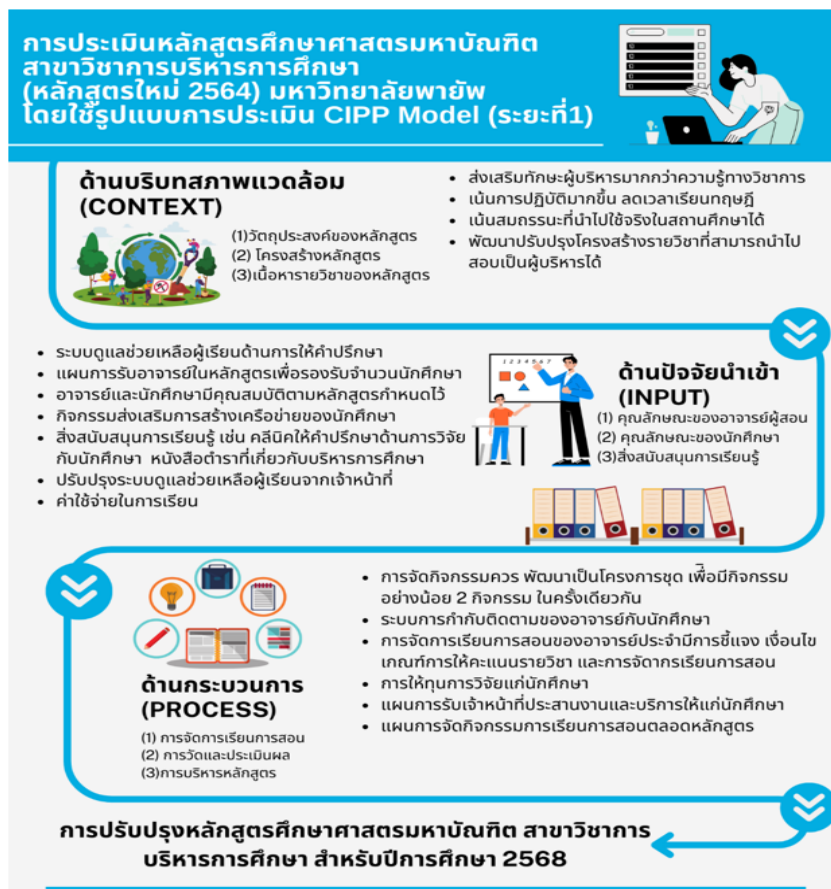 การประเมินหลักสูตรศึกษาศาสตรมหาบัณฑิต
สาขาวิชาการบริหารการศึกษา
(หลักสูตรใหม่ 2564) มหาวิทยาลัยพายัพ
โดยใช้รูปแบบการประเมิน CIPP Model (ระยะที่1)
ด้านบริบทสภาพแวดล้อม
(CONTEXT)
(1)วัตถุประสงค์ของหลักสูตร
(2) โครงสร้างหลักสูตร
(3)เนื้อหารายวิชาของหลักสูตร
• ส่งเสริมทักษะผู้บริหารมากกว่าความรู้ทางวิชาการ
• เน้นการปฏิบัติมากขึ้น ลดเวลาเรียนทฤษฎี
• เน้นสมถรรนะที่นำไปใช้จริงในสถานศึกษาได้
• พัฒนาปรับปรุงโครงสร้างรายวิชาที่สามารถนำไป
สอบเป็นผู้บริหารได้
• ระบบดูแลช่วยเหลือผู้เรียนด้านการให้คำปรึกษา
• แผนการรับอาจารย์ในหลักสูตรเพื่อรองรับจำนวนนักศึกษา
• อาจารย์และนักศึกษามีคุณสมบัติตามหลักสูตรกำหนดไว้
• กิจกรรมส่งเสริมการสร้างเครือข่ายของนักศึกษา
• สิ่งสนับสนุนการเรียนรู้ เช่น คลีนิคให้คำปรึกษาด้านการวิจัย
กับนักศึกษา หนังสือตำราที่เกี่ยวกับบริหารการศึกษา
• ปรับปรุงระบบดูแลช่วยเหลือผู้เรียนจากเจ้าหน้าที่
• ค่าใช้จ่ายในการเรียน
1 2 3 4 5 6 7
ด้านปัจจัยนำเข้า
(INPUT)
(1) คุณลักษณะของอาจารย์ผู้สอน
(2) คุณลักษณะของนักศึกษา
(3)สิ่งสนับสนุนการเรียนรู้
ด้านกระบวนการ
(PROCESS)
(1) การจัดการเรียนการสอน
(2) การวัดและประเมินผล
(3)การบริหารหลักสูตร
• การจัดกิจกรรมควร พัฒนาเป็นโครงการชุด เพื่อมีกิจกรรม
อย่างน้อย 2 กิจกรรม ในครั้งเดียวกัน
• ระบบการกำกับติดตามของอาจารย์กับนักศึกษา
• การจัดการเรียนการสอนของอาจารย์ประจำมีการชี้แจง เงื่อนไข
เกณฑ์การให้คะแนนรายวิชา และการจัดากรเรียนการสอน
• การให้ทุนการวิจัยแก่นักศึกษา
• แผนการรับเจ้าหน้าที่ประสานงานและบริการให้แก่นักศึกษา
• แผนการจัดกิจกรรมการเรียนการสอนตลอดหลักสูตร
การปรับปรุงหลักสูตรศึกษาศาสตรมหาบัณฑิต สาขาวิชาการ
บริหารการศึกษา สำหรับปีการศึกษา 2568